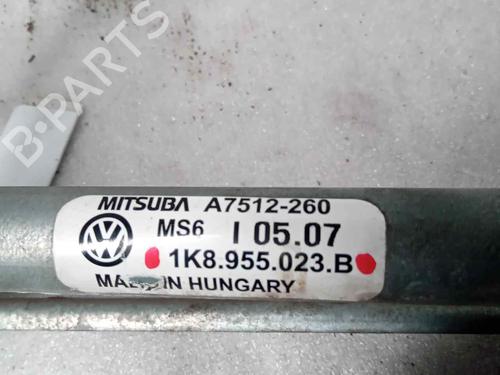 B-PARTS
MITSUBA A7512-260
MS6 I 05.07
1K8.955.023.B
MADE IN HUNGARY